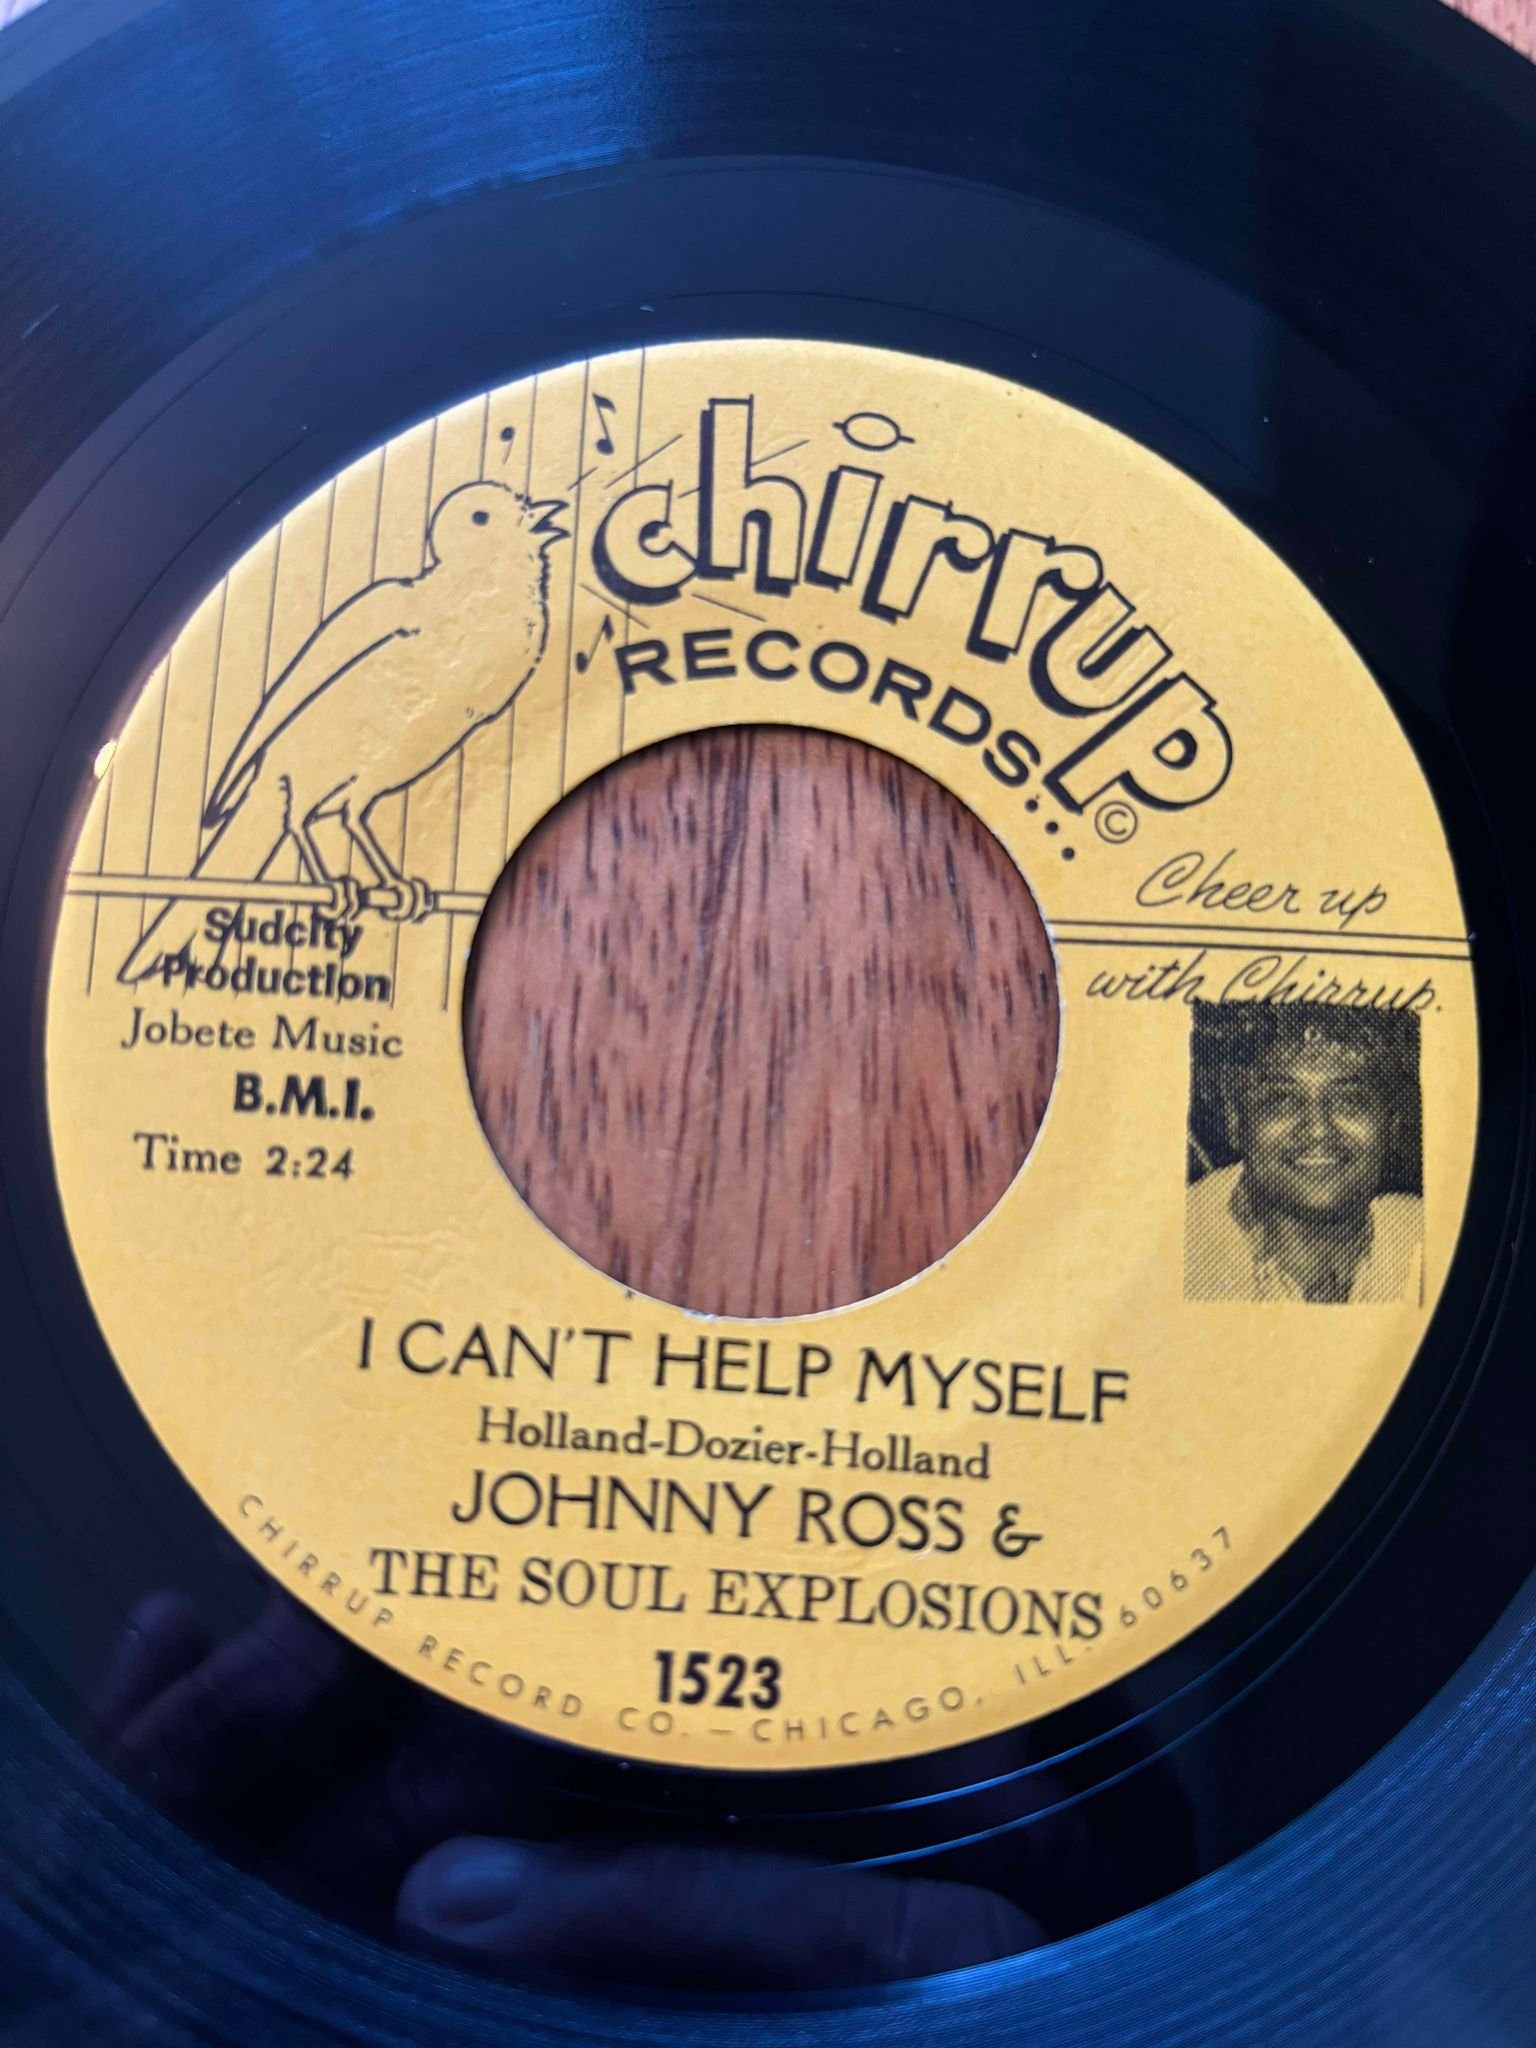 chirrup
RECORDS...
©
Cheer up
with Chirrup.
Sudcity
Production
Jobete Music
B.M.I.
Time 2:24
I CAN'T HELP MYSELF
Holland-Dozier-Holland
JOHNNY ROSS &
THE SOUL EXPLOSIONS
1523
CHIRRUP RECORD CO. — CHICAGO, ILL. 60637